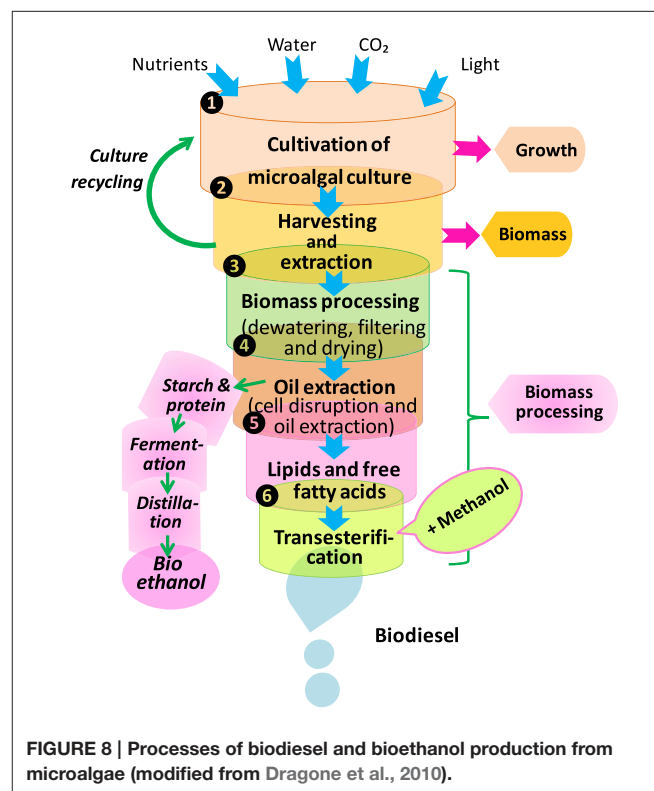 Nutrients
Water
CO₂
Light
1
Cultivation of
microalgal culture
Growth
Culture
recycling
2
Harvesting
and
extraction
Biomass
3
Biomass processing
(dewatering, filtering
and drying)
4
Oil extraction
(cell disruption and
oil extraction)
Starch &
protein
Ferment-
ation
Distilla-
tion
Bio
ethanol
Biomass
processing
5
Lipids and free
fatty acids
6
+ Methanol
Transesterifi-
cation
Biodiesel
FIGURE 8 | Processes of biodiesel and bioethanol production from
microalgae (modified from Dragone et al., 2010).